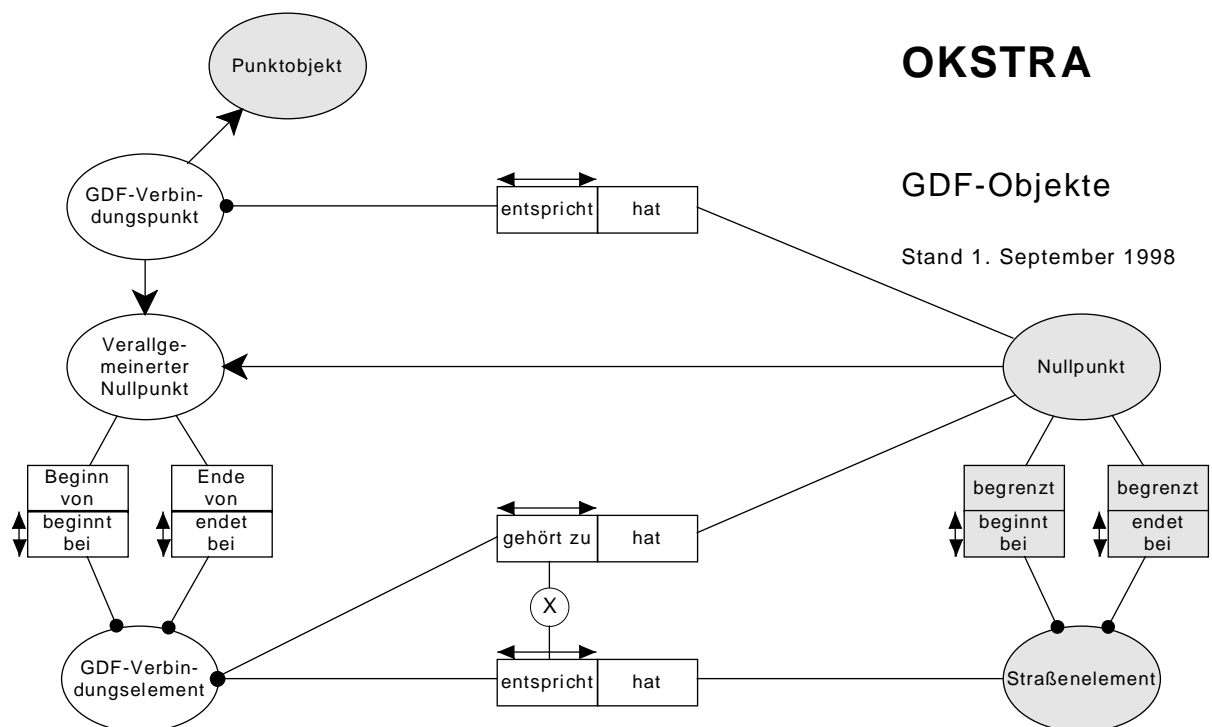 OKSTRA
Punktobjekt
GDF-Objekte
GDF-Verbin-
dungspunkt
entspricht
hat
Stand 1. September 1998
Verallge-
meinerter
Nullpunkt
Nullpunkt
Beginn
von
beginnt
bei
Ende
von
endet
bei
begrenzt
beginnt
bei
begrenzt
endet
bei
gehört zu
hat
X
GDF-Verbin-
dungselement
entspricht
hat
Straßenelement